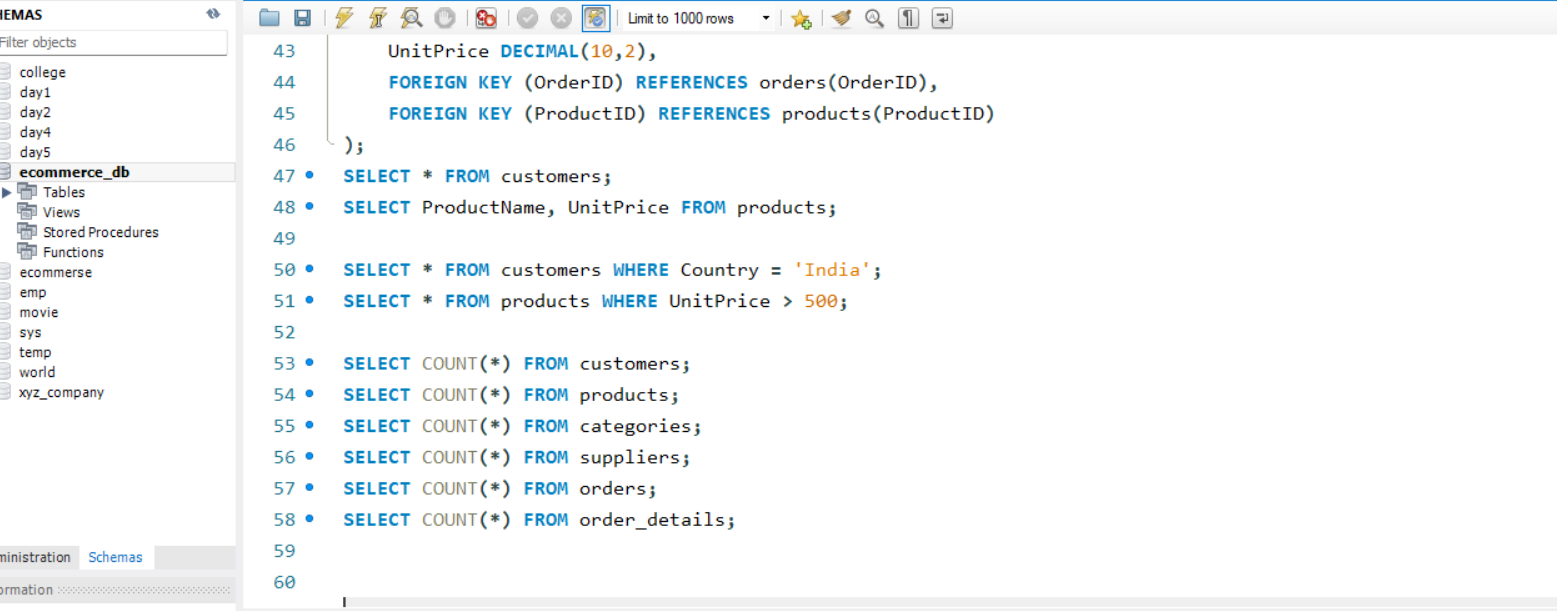 HEMAS
Filter objects
college
day1
day2
day4
day5
ecommerce_db
Tables
Views
Stored Procedures
Functions
ecommerse
emp
movie
sys
temp
world
xyz_company
ministration Schemas
ormation
Limit to 1000 rows
43 UnitPrice DECIMAL(10,2),
44 FOREIGN KEY (OrderID) REFERENCES orders(OrderID),
45 FOREIGN KEY (ProductID) REFERENCES products(ProductID)
46 );
47 SELECT * FROM customers;
48 SELECT ProductName, UnitPrice FROM products;
49
50 SELECT * FROM customers WHERE Country = 'India';
51 SELECT * FROM products WHERE UnitPrice > 500;
52
53 SELECT COUNT(*) FROM customers;
54 SELECT COUNT(*) FROM products;
55 SELECT COUNT(*) FROM categories;
56 SELECT COUNT(*) FROM suppliers;
57 SELECT COUNT(*) FROM orders;
58 SELECT COUNT(*) FROM order_details;
59
60